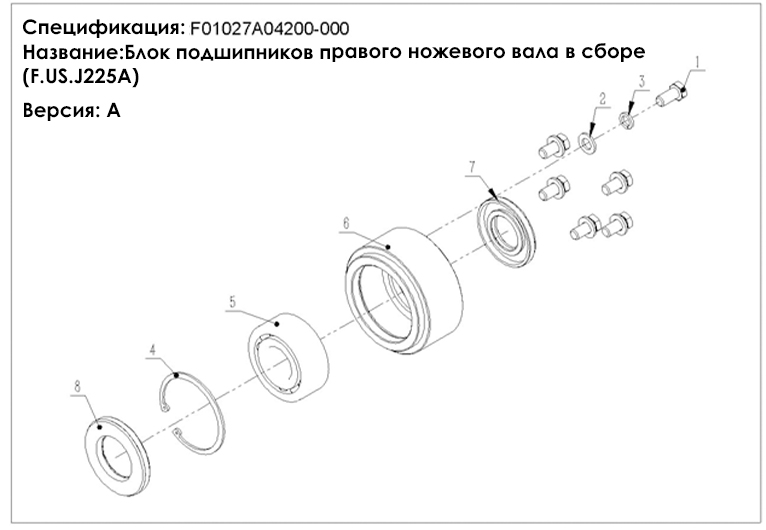 Спецификация: F01027A04200-000
Название:Блок подшипников правого ножевого вала в сборе
(F.US.J225A)
Версия: А
1
3
2
7
6
5
4
8